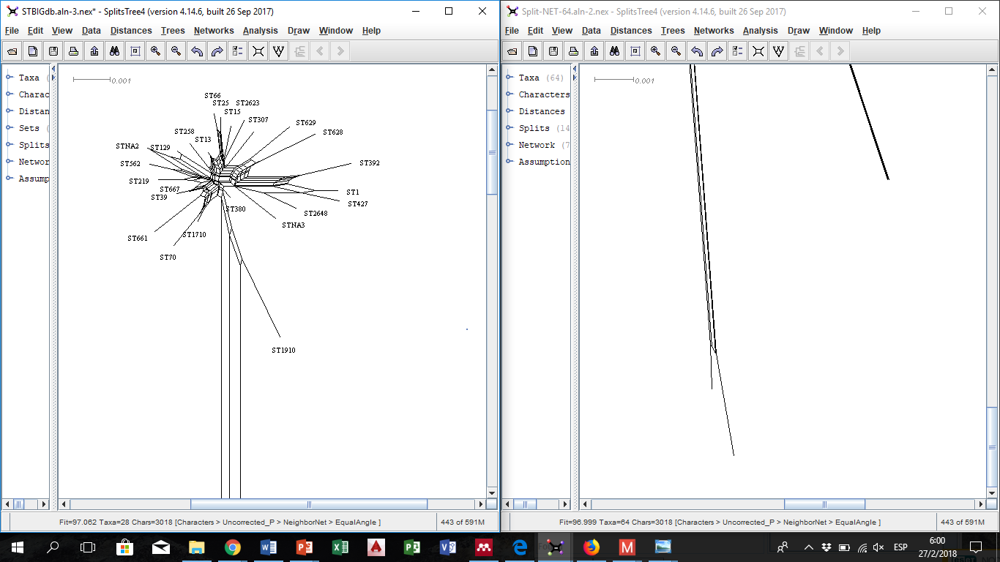 STBIGdb.aln-3.nex* - SplitsTree4 (version 4.14.6, built 26 Sep 2017)
File Edit View Data Distances Trees Networks Analysis Draw Window Help
Taxa (
Charac
Distan
Sets (
Splits
Networ
Assump
0.001
ST66
ST25 ST2623
ST15
ST307
ST629
ST628
ST258
ST13
STNA2 ST129
ST562
ST392
ST219
ST667
ST39
ST1
ST427
ST380
ST2648
STNA3
ST1710
ST661
ST70
ST1910
Fit=97.062 Taxa=28 Chars=3018 [Characters > Uncorrected_P > NeighborNet > EqualAngle ]
443 of 591M
Split-NET-64.aln-2.nex - SplitsTree4 (version 4.14.6, built 26 Sep 2017)
File Edit View Data Distances Trees Networks Analysis Draw Window Help
Taxa (64)
Characters
Distances
Splits (14
Network (7
Assumption
0.001
Fit=96.999 Taxa=64 Chars=3018 [Characters > Uncorrected_P > NeighborNet > EqualAngle ]
443 of 591M
ESP
6:00
27/2/2018